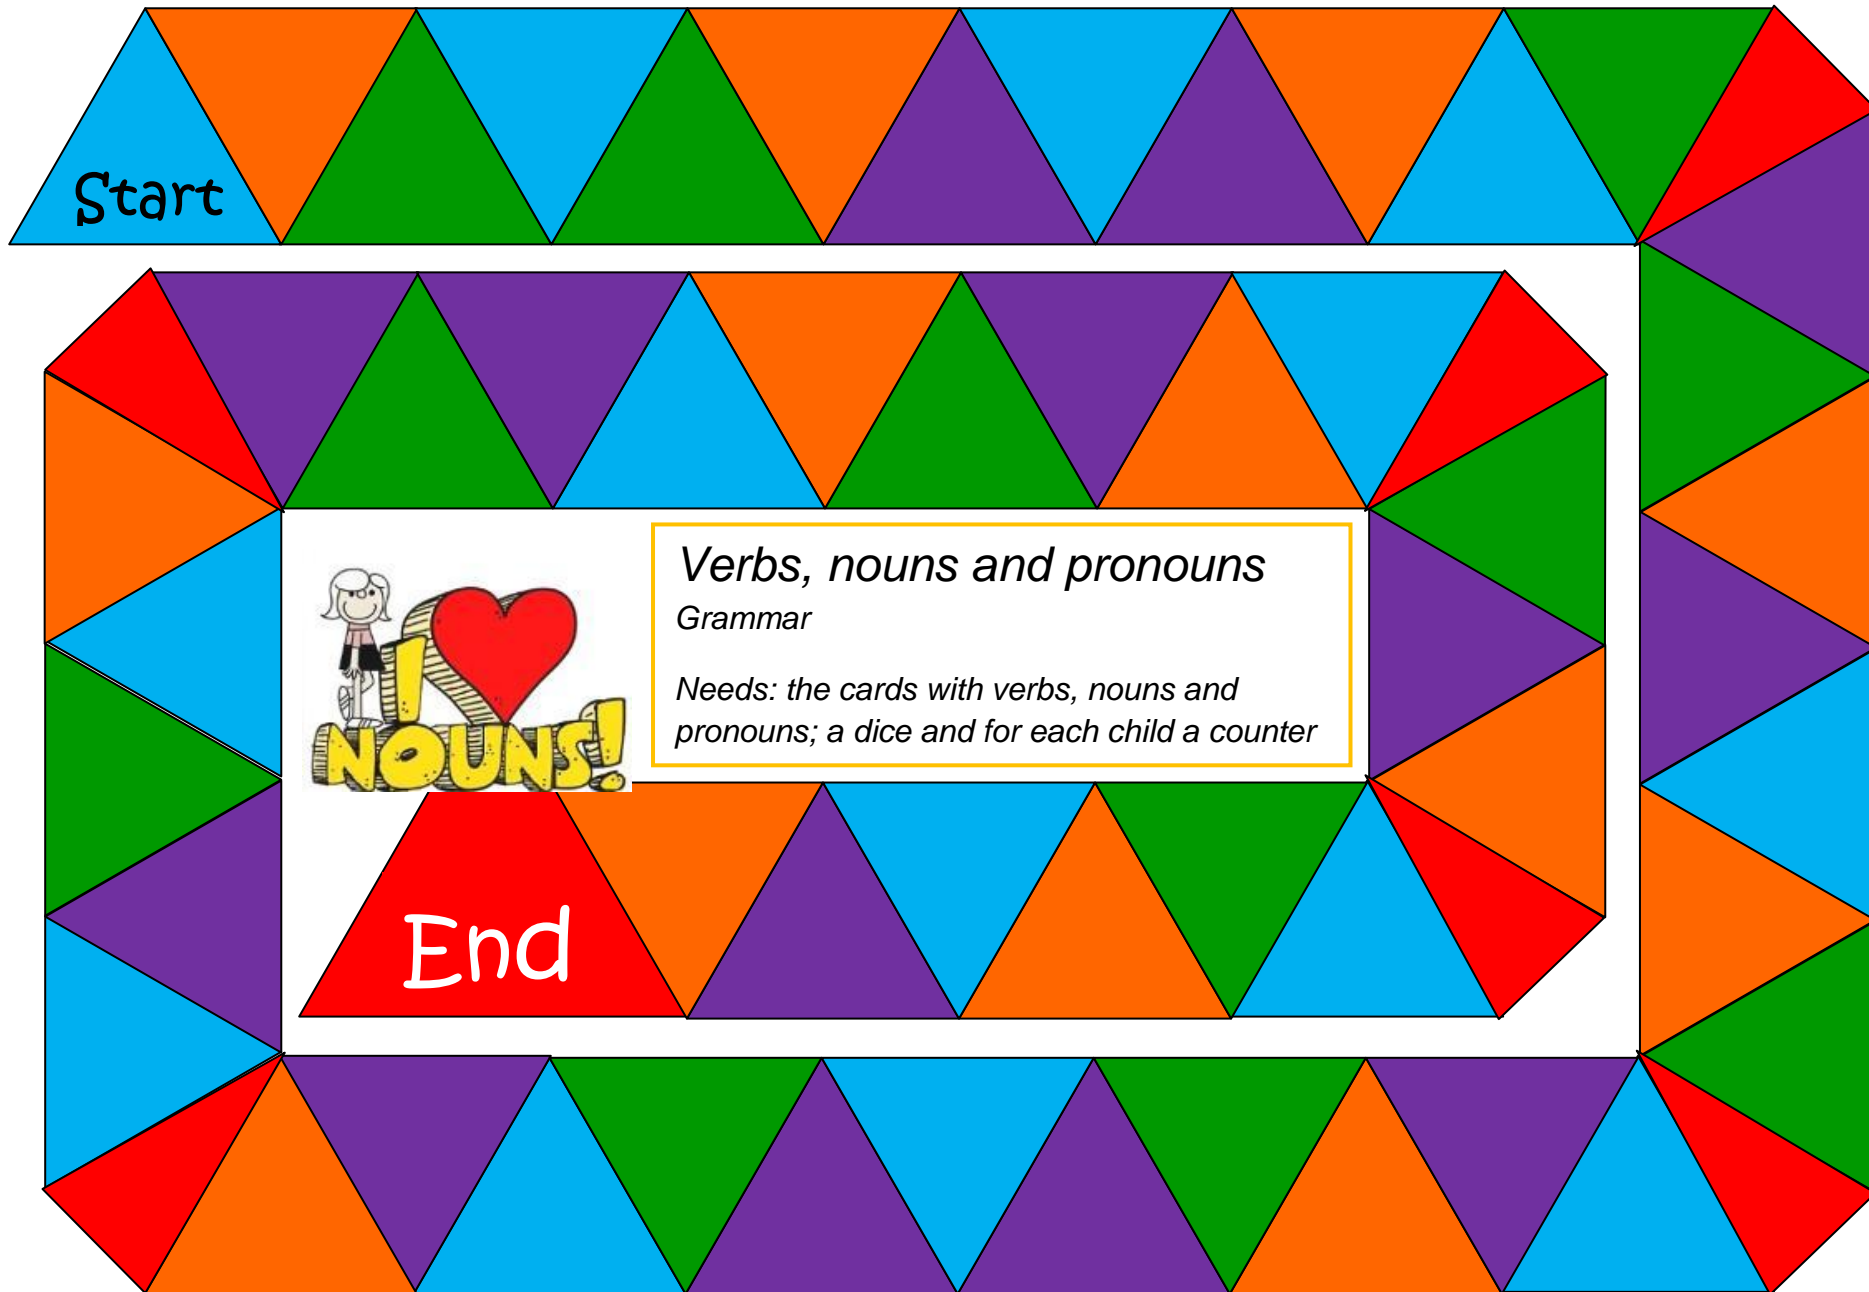 Start
Verbs, nouns and pronouns
Grammar
Needs: the cards with verbs, nouns and
pronouns; a dice and for each child a counter
I
NOUNS!
End